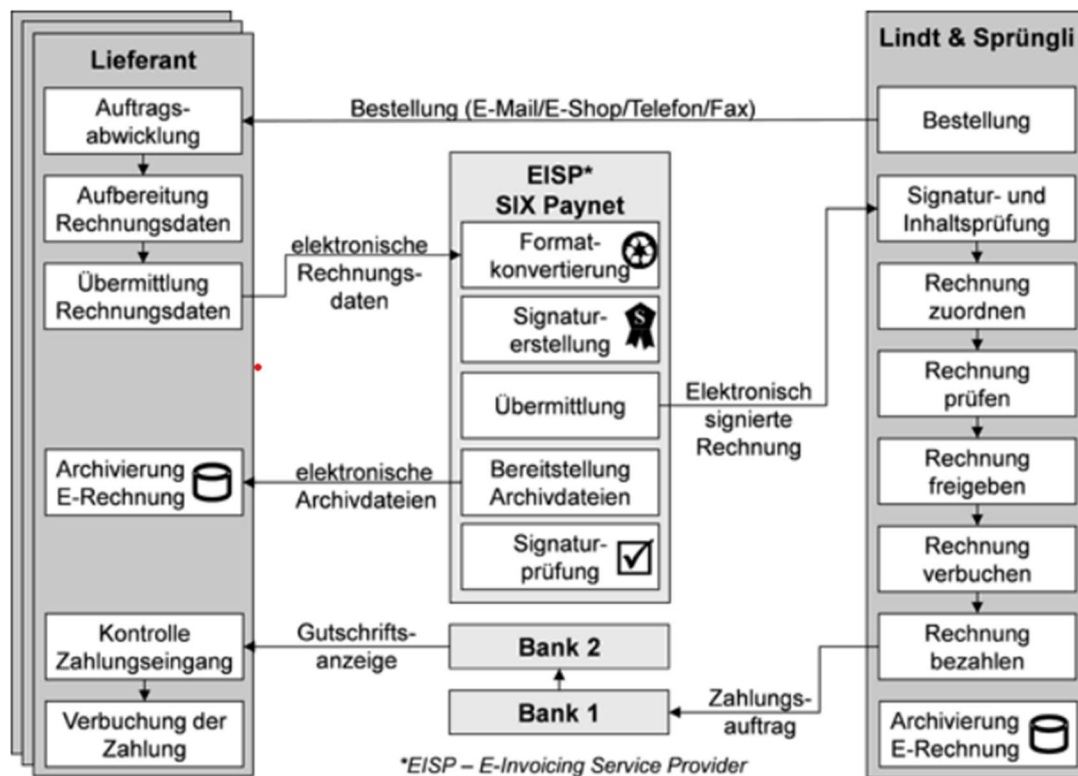 Lieferant
Auftrags-
abwicklung
Aufbereitung
Rechnungsdaten
Übermittlung
Rechnungsdaten
Archivierung
E-Rechnung
Kontrolle
Zahlungseingang
Verbuchung der
Zahlung
Bestellung (E-Mail/E-Shop/Telefon/Fax)
elektronische
Rechnungs-
daten
elektronische
Archivdateien
Gutschrifts-
anzeige
EISP*
SIX Paynet
Format-
konvertierung
Signatur-
erstellung
S
Übermittlung
Bereitstellung
Archivdateien
Signatur-
prüfung
Bank 2
Bank 1
*EISP – E-Invoicing Service Provider
Elektronisch
signierte
Rechnung
Zahlungs-
auftrag
Lindt & Sprüngli
Bestellung
Signatur- und
Inhaltsprüfung
Rechnung
zuordnen
Rechnung
prüfen
Rechnung
freigeben
Rechnung
verbuchen
Rechnung
bezahlen
Archivierung
E-Rechnung